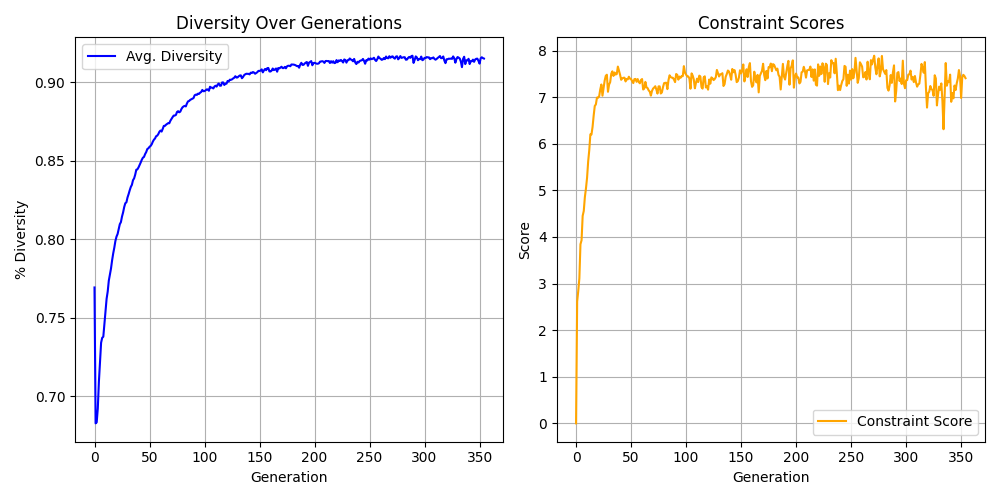 Diversity Over Generations
Avg. Diversity
% Diversity
0.90
0.85
0.80
0.75
0.70
0 50 100 150 200 250 300 350
Generation
Constraint Scores
Score
8
7
6
5
4
3
2
1
0
Constraint Score
0 50 100 150 200 250 300 350
Generation